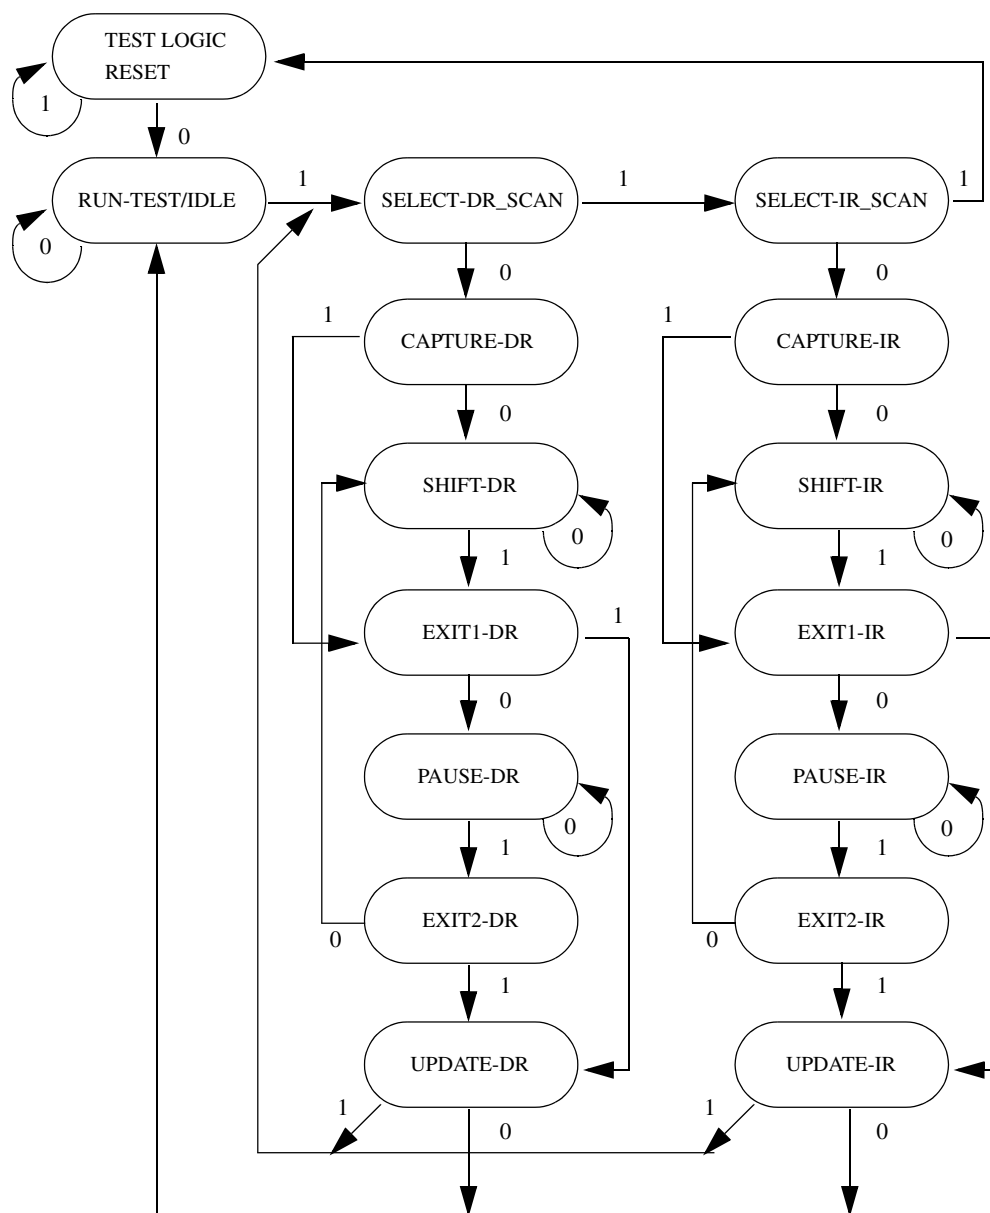 TEST LOGIC
RESET
1
0
RUN-TEST/IDLE
1
SELECT-DR_SCAN
1
SELECT-IR_SCAN
1
0
0
0
1
CAPTURE-DR
1
CAPTURE-IR
0
0
SHIFT-DR
SHIFT-IR
0
0
1
1
EXIT1-DR
1
EXIT1-IR
0
0
PAUSE-DR
PAUSE-IR
0
0
1
1
EXIT2-DR
EXIT2-IR
0
0
1
1
UPDATE-DR
UPDATE-IR
1
0
1
0